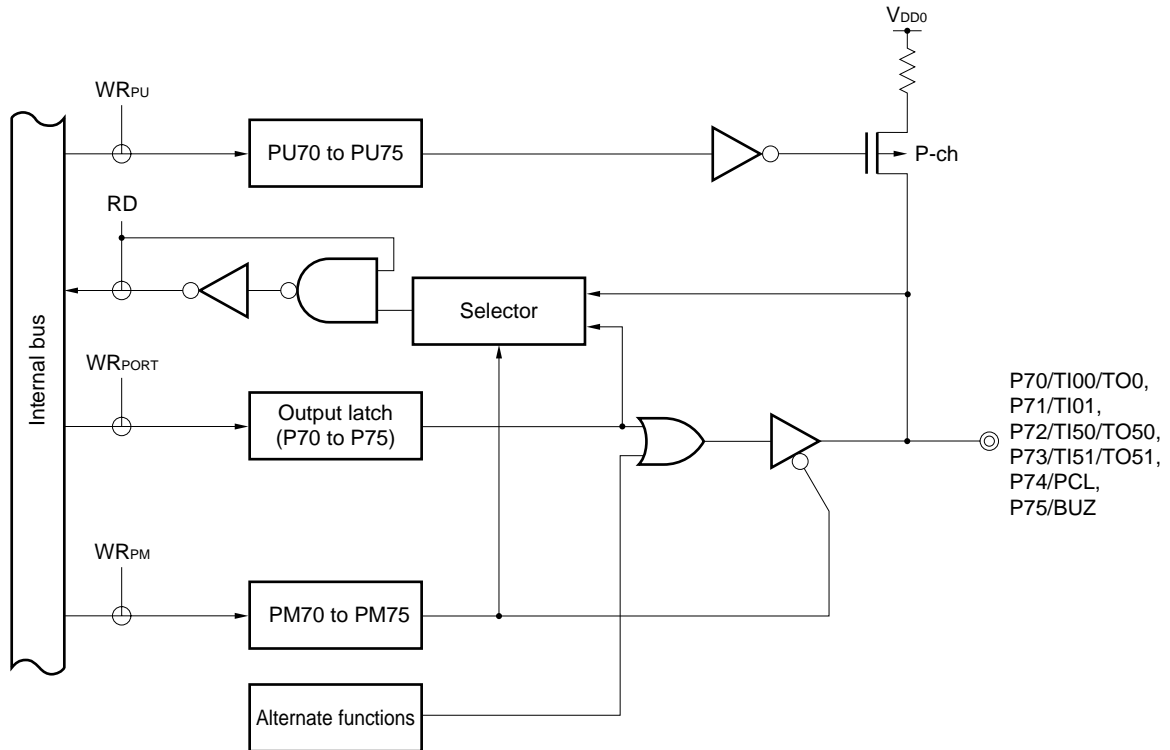 VDD0
WRPU
PU70 to PU75
P-ch
RD
Selector
Internal bus
WRPORT
Output latch
(P70 to P75)
P70/TI00/TO0,
P71/TI01,
P72/TI50/TO50,
P73/TI51/TO51,
P74/PCL,
P75/BUZ
WRPM
PM70 to PM75
Alternate functions